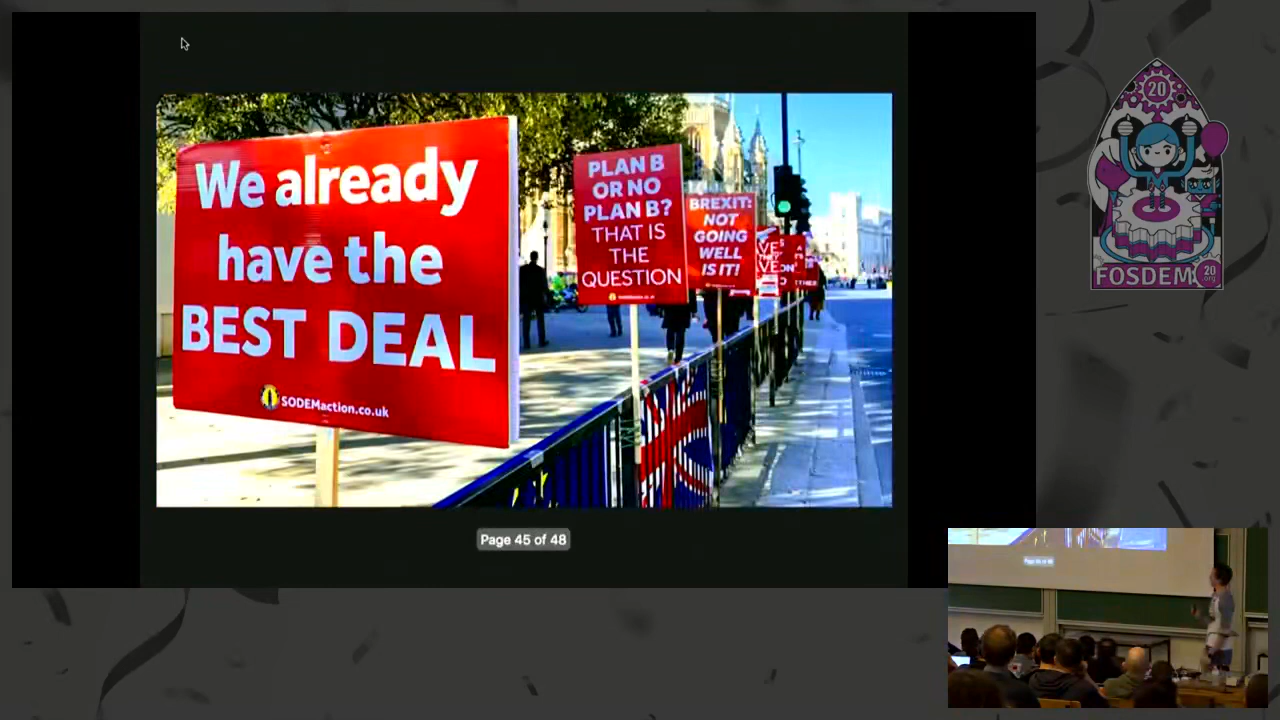 We already
have the
BEST DEAL
SODEMaction.co.uk
PLAN B
OR NO
PLAN B?
THAT IS
THE
QUESTION
BREXIT:
NOT
GOING
WELL
IS IT!
Page 45 of 48
20
FOSDEM
20
.org